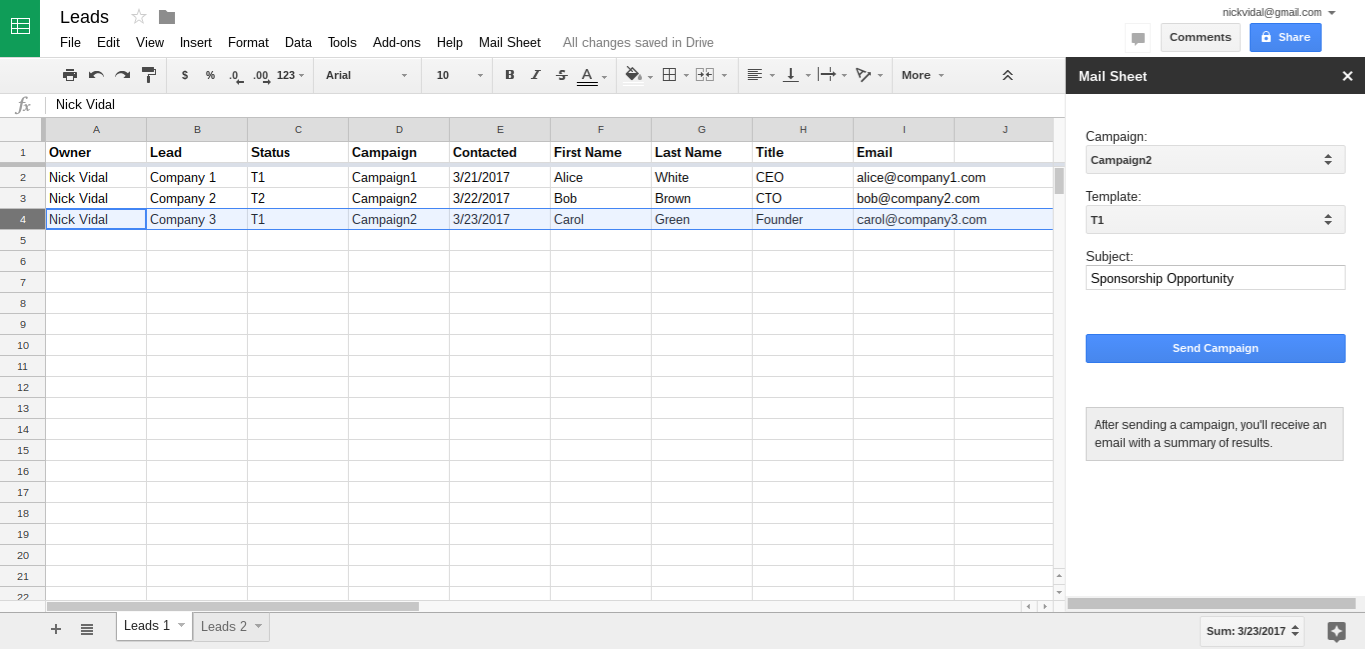 Leads
nickvidal@gmail.com
File Edit View Insert Format Data Tools Add-ons Help Mail Sheet All changes saved in Drive
Comments Share
$ % .0 .00 123 Arial 10 B I S A More
Mail Sheet
fx Nick Vidal
A B C D E F G H I J
1 Owner Lead Status Campaign Contacted First Name Last Name Title Email
2 Nick Vidal Company 1 T1 Campaign1 3/21/2017 Alice White CEO alice@company1.com
3 Nick Vidal Company 2 T2 Campaign2 3/22/2017 Bob Brown CTO bob@company2.com
4 Nick Vidal Company 3 T1 Campaign2 3/23/2017 Carol Green Founder carol@company3.com
5
6
7
8
9
10
11
12
13
14
15
16
17
18
19
20
21
22
Campaign:
Campaign2
Template:
T1
Subject:
Sponsorship Opportunity
Send Campaign
After sending a campaign, you'll receive an
email with a summary of results.
Leads 1 Leads 2
Sum: 3/23/2017